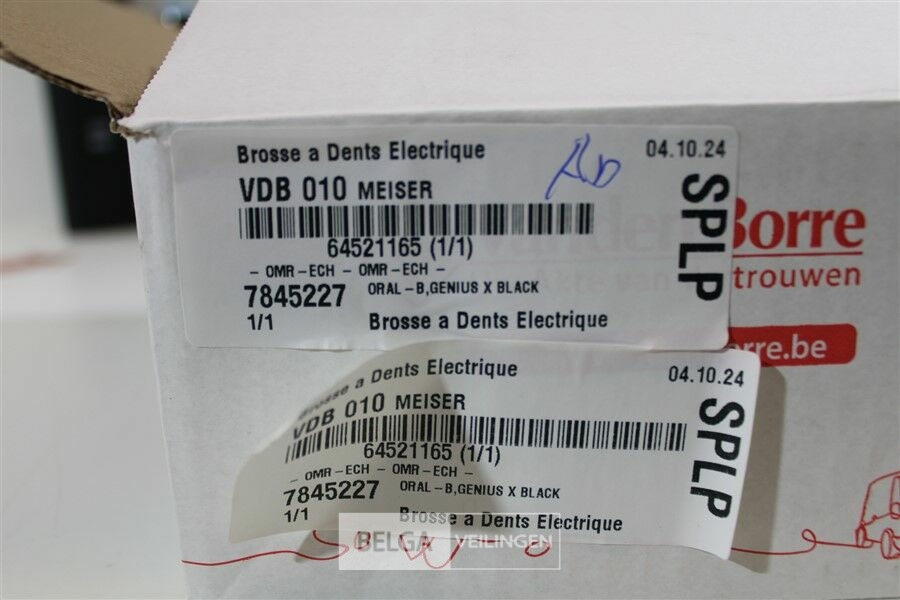 Brosse a Dents Electrique
04.10.24
VDB 010 MEISER
64521165 (1/1)
- OMR-ECH - OMR-ECH -
7845227 ORAL-B,GENIUS X BLACK
1/1 Brosse a Dents Electrique
SPLP
Borre
trouwen
orre.be
Brosse a Dents Electrique
04.10.24
VDB 010 MEISER
64521165 (1/1)
- OMR-ECH - OMR-ECH -
7845227 ORAL-B,GENIUS X BLACK
1/1 Brosse a Dents Electrique
SPLP
BELGA VEILINGEN